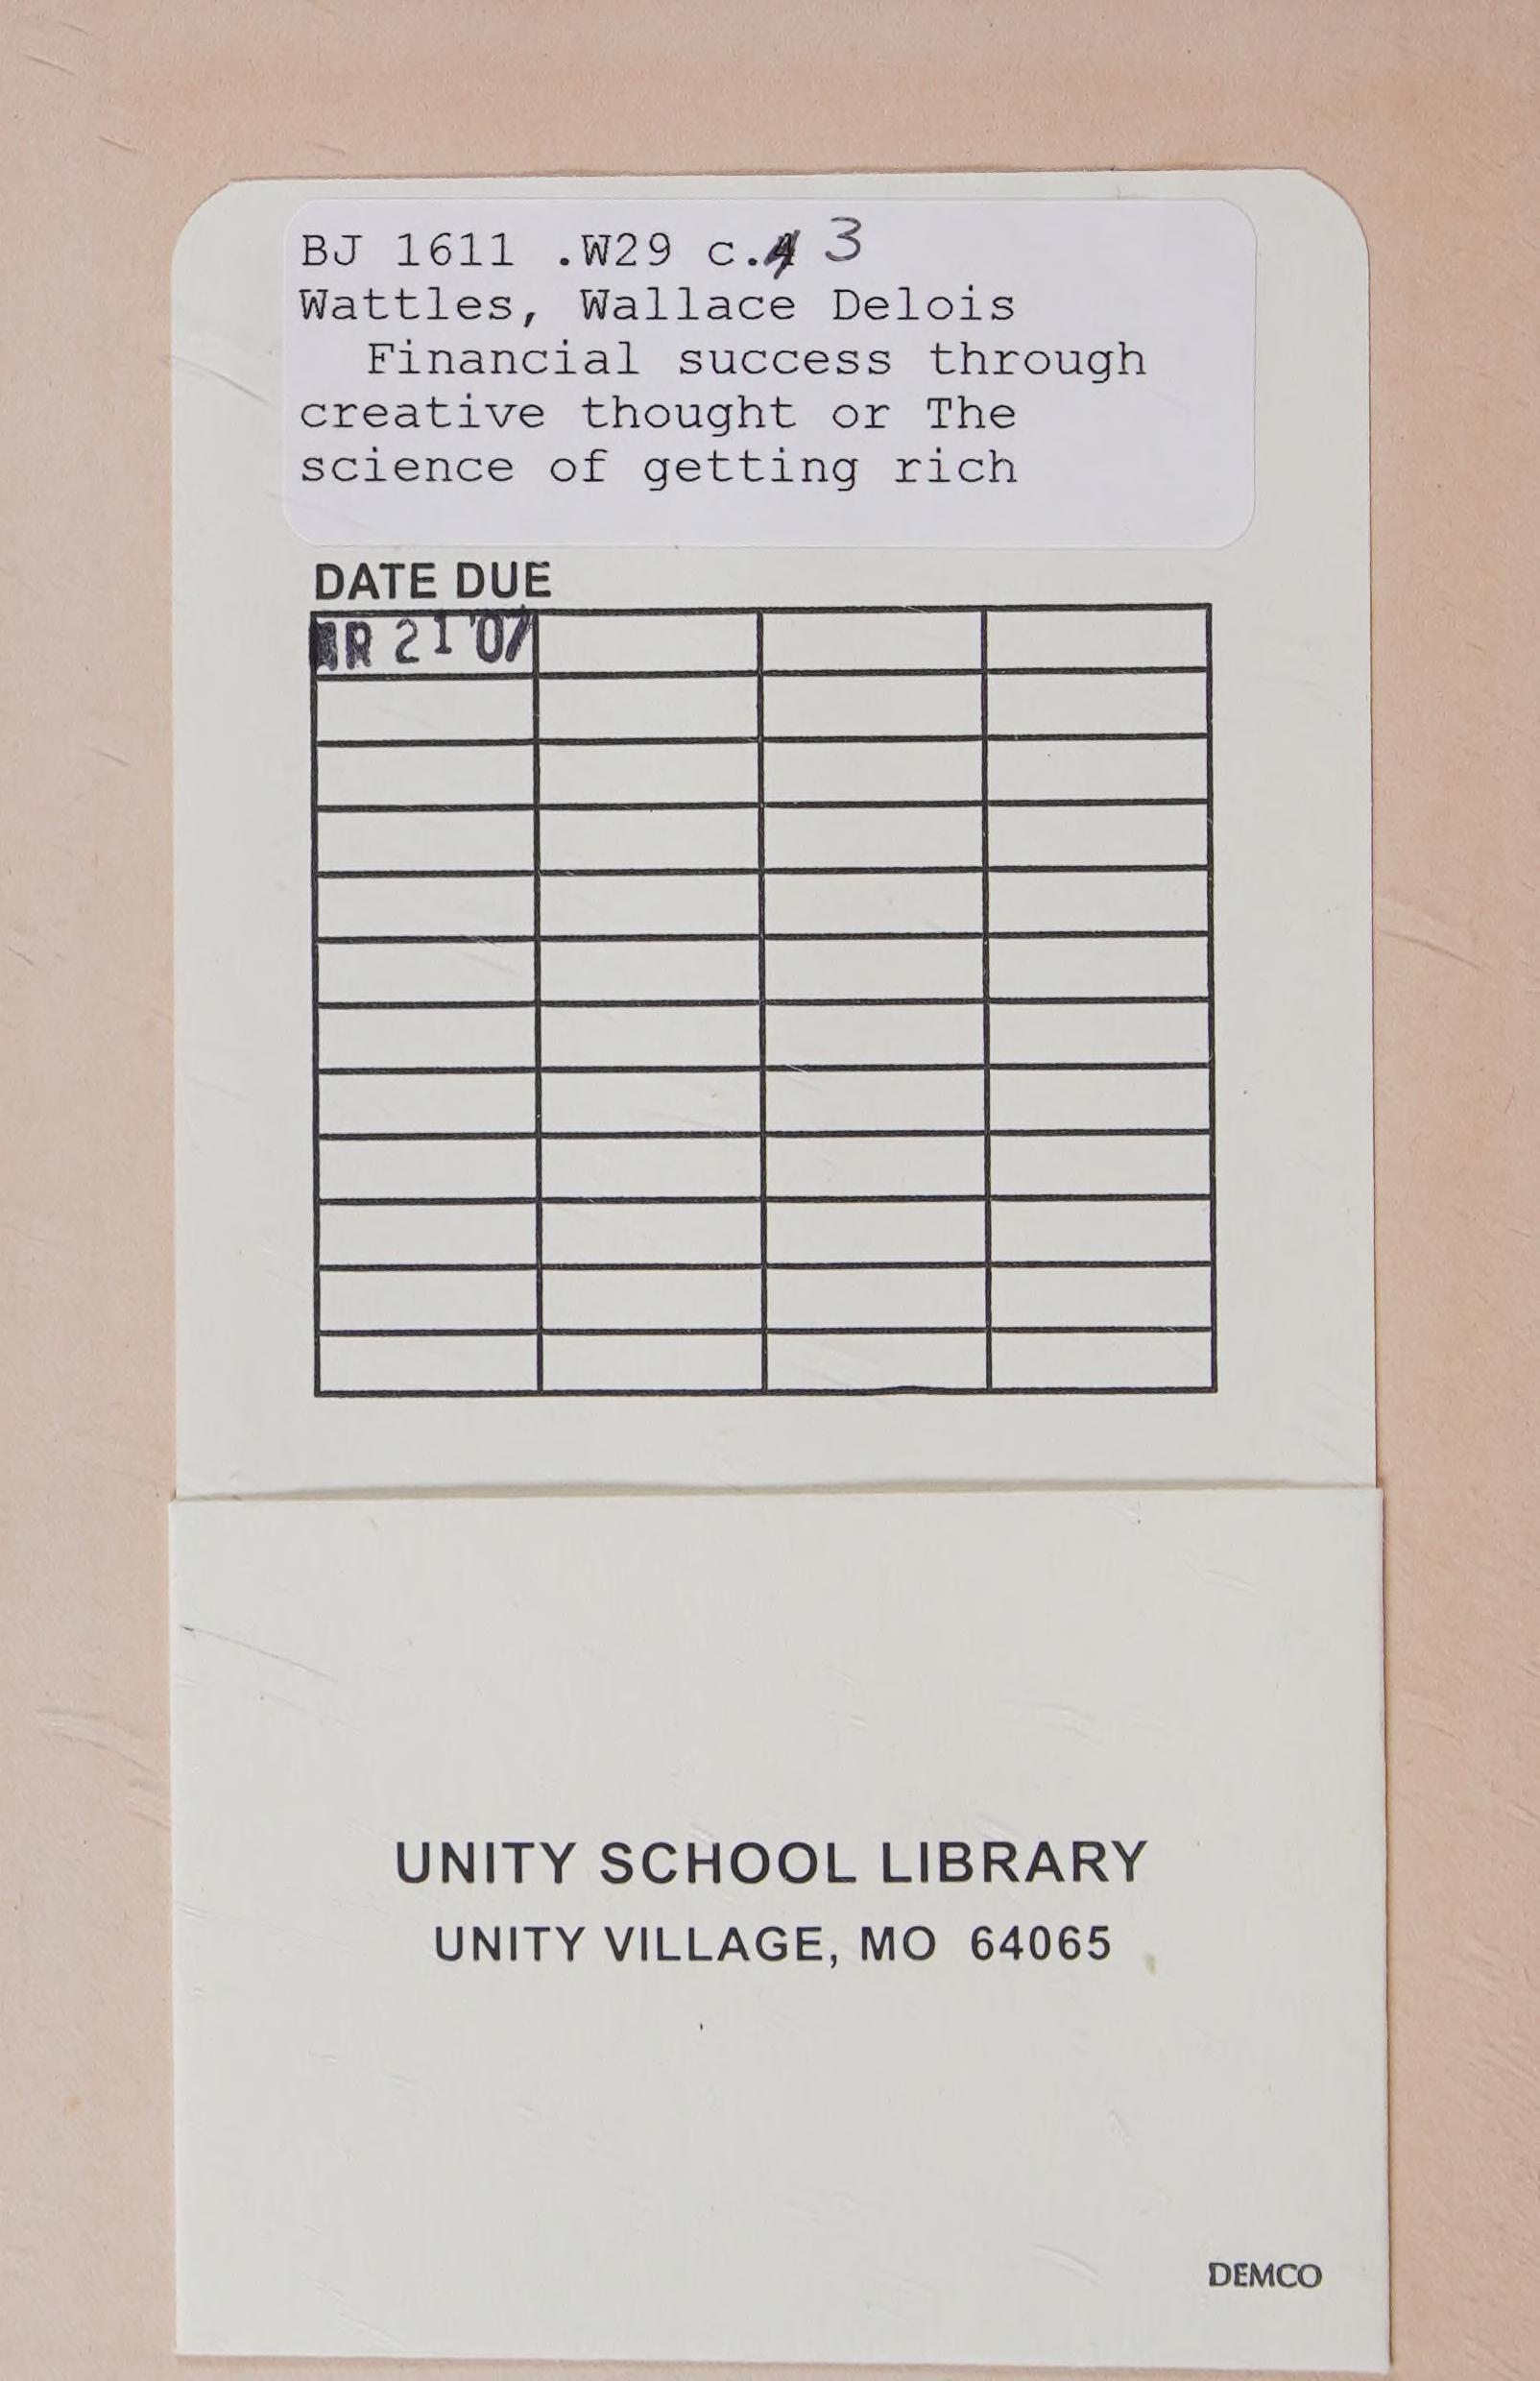 BJ 1611 .W29 c.4 3
Wattles, Wallace Delois
Financial success through
creative thought or The
science of getting rich
DATE DUE
21 '07
UNITY SCHOOL LIBRARY
UNITY VILLAGE, MO 64065
DEMCO